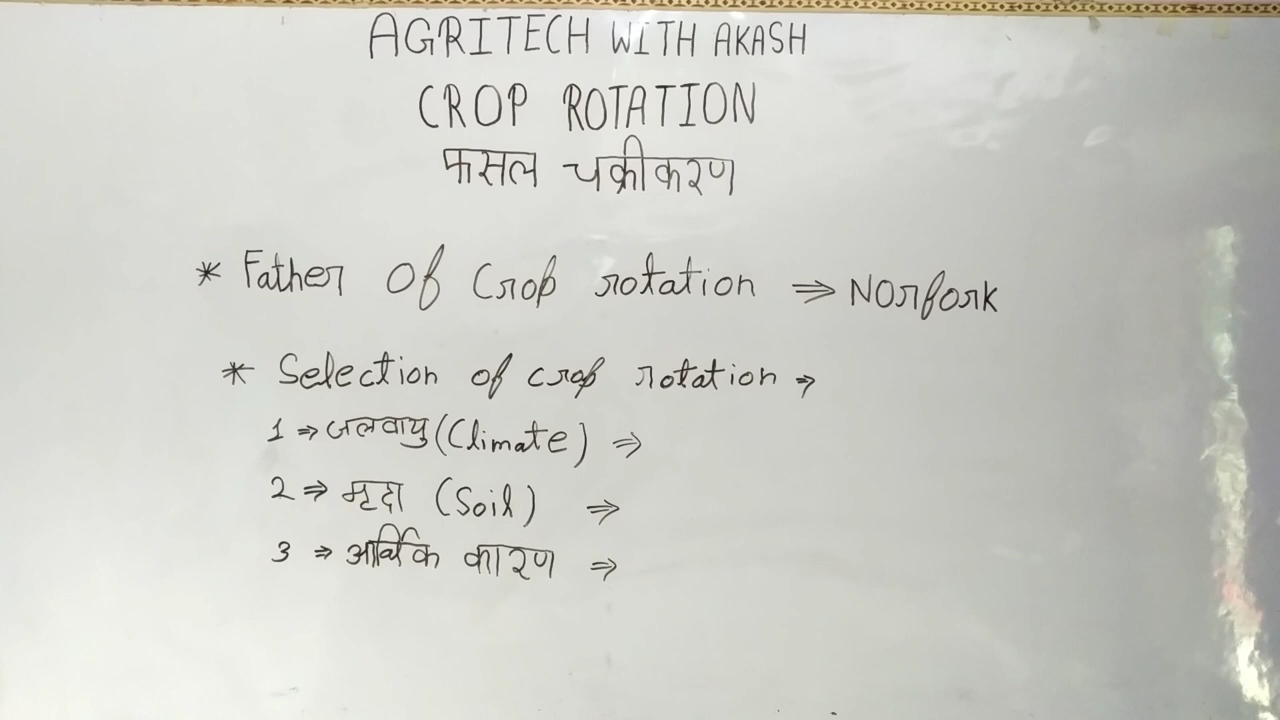 AGRITECH WITH AKASH
CROP ROTATION
फसल चक्रीकरण
* Father Of Crop rotation ⇒ NOrfork
* Selection of crop rotation ⇒
1 ⇒ जलवायु (Climate) ⇒
2 ⇒ मृदा (Soil) ⇒
3 ⇒ आर्थिक कारण ⇒